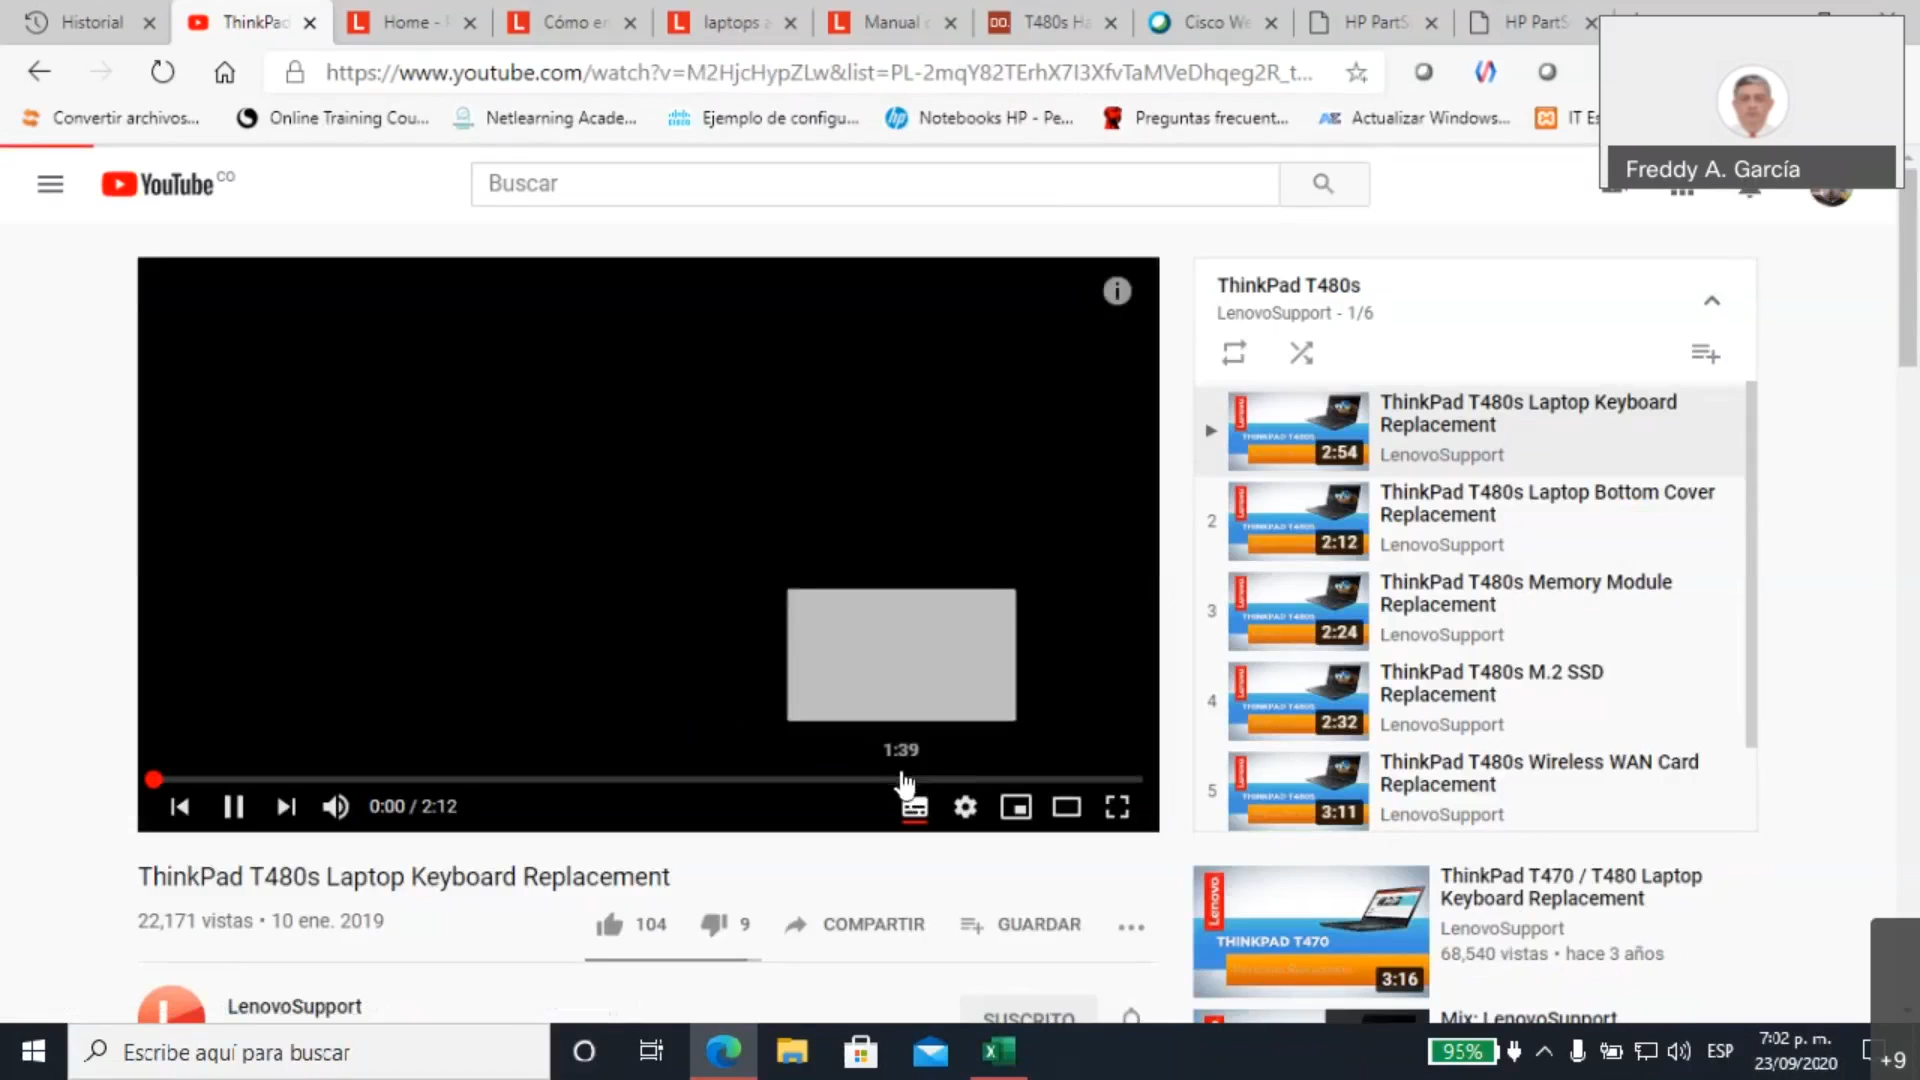 Historial
ThinkPad
Home -
Cómo en
laptops
Manual
T480s Ha
Cisco We
HP PartS
HP PartS
https://www.youtube.com/watch?v=M2HjcHypZLw&list=PL-2mqY82TErhX7I3XfvTaMVeDhqeg2R_t...
Convertir archivos...
Online Training Cou...
Netlearning Acade...
Ejemplo de configu...
Notebooks HP - Pe...
Preguntas frecuent...
Actualizar Windows...
IT Es
Freddy A. García
YouTube CO
Buscar
ThinkPad T480s
LenovoSupport - 1/6
ThinkPad T480s Laptop Keyboard
Replacement
LenovoSupport
2:54
2
ThinkPad T480s Laptop Bottom Cover
Replacement
LenovoSupport
2:12
3
ThinkPad T480s Memory Module
Replacement
LenovoSupport
2:24
4
ThinkPad T480s M.2 SSD
Replacement
LenovoSupport
2:32
5
ThinkPad T480s Wireless WAN Card
Replacement
LenovoSupport
3:11
1:39
0:00 / 2:12
ThinkPad T480s Laptop Keyboard Replacement
22,171 vistas • 10 ene. 2019
104
9
COMPARTIR
GUARDAR
LenovoSupport
SUSCRITO
Lenovo
THINKPAD T470
3:16
ThinkPad T470 / T480 Laptop
Keyboard Replacement
LenovoSupport
68,540 vistas • hace 3 años
Mix: LenovoSupport
Escribe aquí para buscar
95%
ESP
7:02 p. m.
23/09/2020
+9